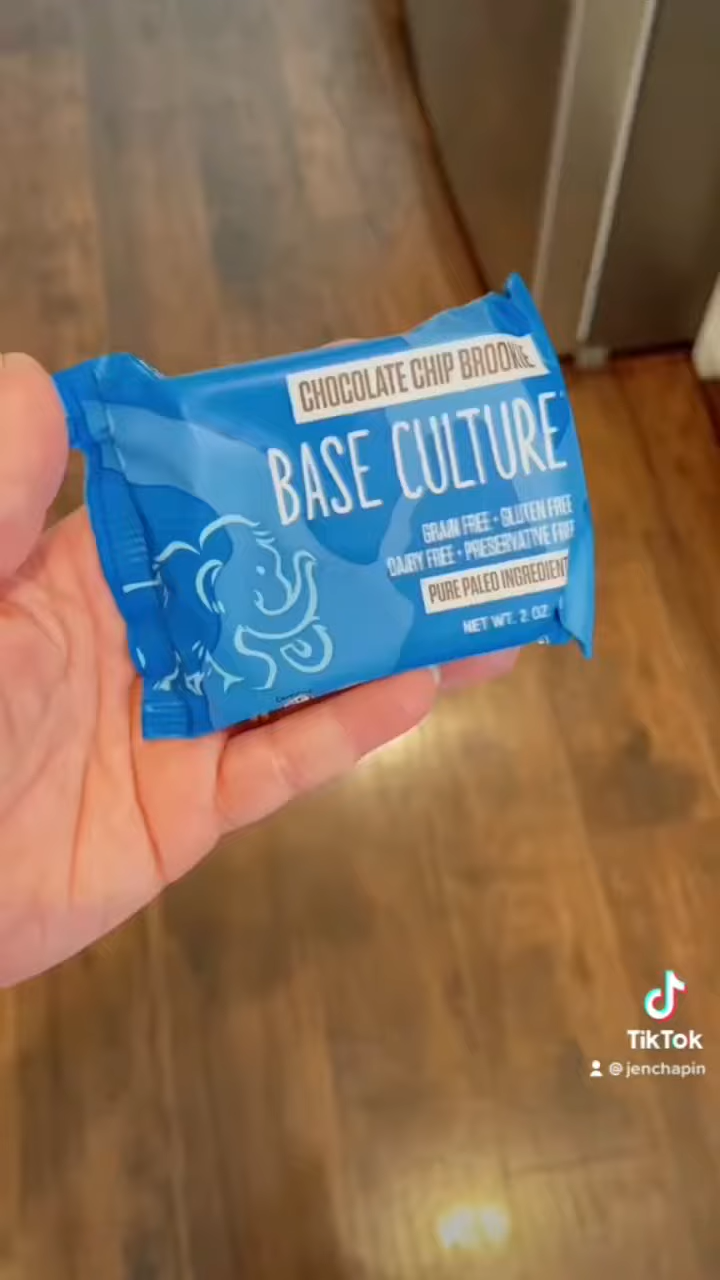 CHOCOLATE CHIP BROOKIE
BASE CULTURE
GRAIN FREE • GLUTEN FREE
DAIRY FREE • PRESERVATIVE FREE
PURE PALEO INGREDIENT
NET WT. 2 OZ.
TikTok
@jenchapin